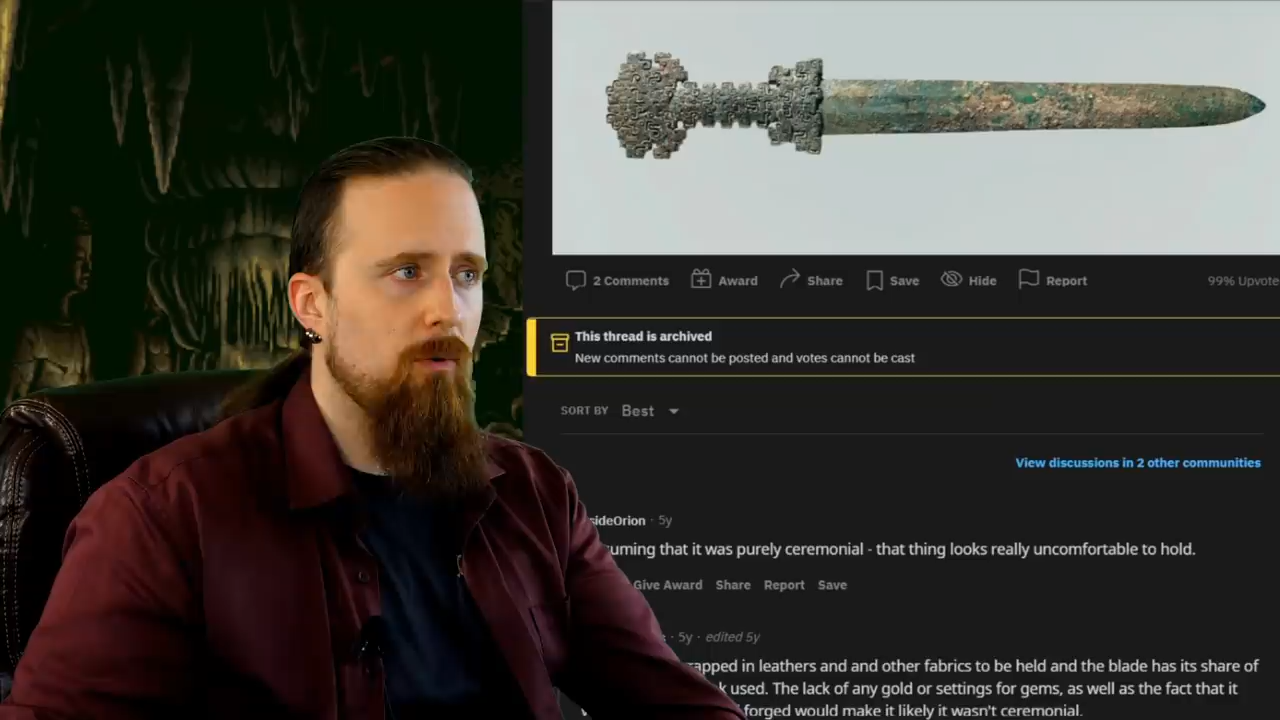 2 Comments Award Share Save Hide Report 99% Upvote
This thread is archived
New comments cannot be posted and votes cannot be cast
SORT BY Best
View discussions in 2 other communities
sideOrion · 5y
uming that it was purely ceremonial - that thing looks really uncomfortable to hold.
Give Award Share Report Save
· 5y · edited 5y
rapped in leathers and and other fabrics to be held and the blade has its share of
k used. The lack of any gold or settings for gems, as well as the fact that it
forged would make it likely it wasn't ceremonial.